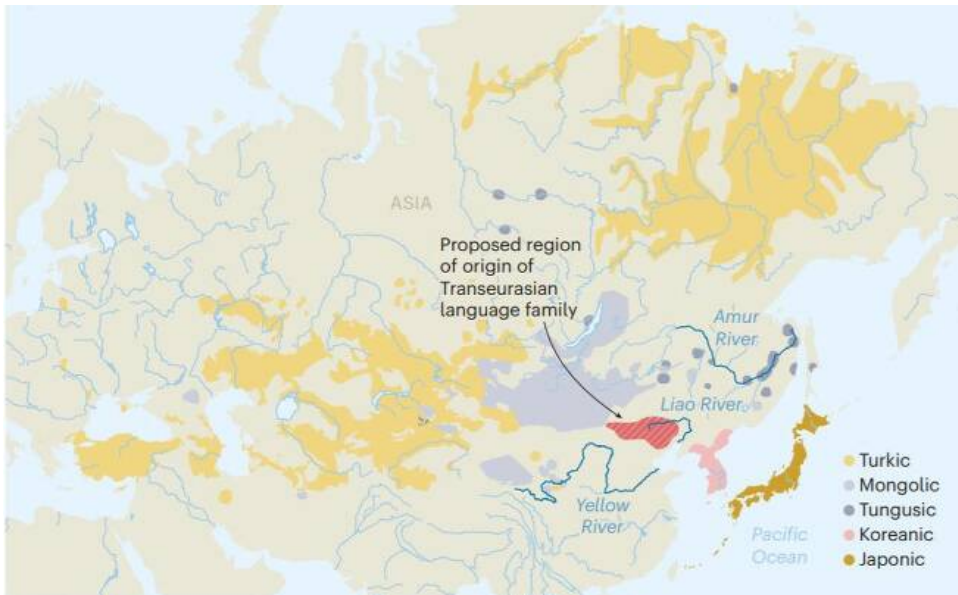 ASIA
Proposed region
of origin of
Transeurasian
language family
Amur
River
Liao River
Yellow
River
Pacific
Ocean
Turkic
Mongolic
Tungusic
Koreanic
Japonic